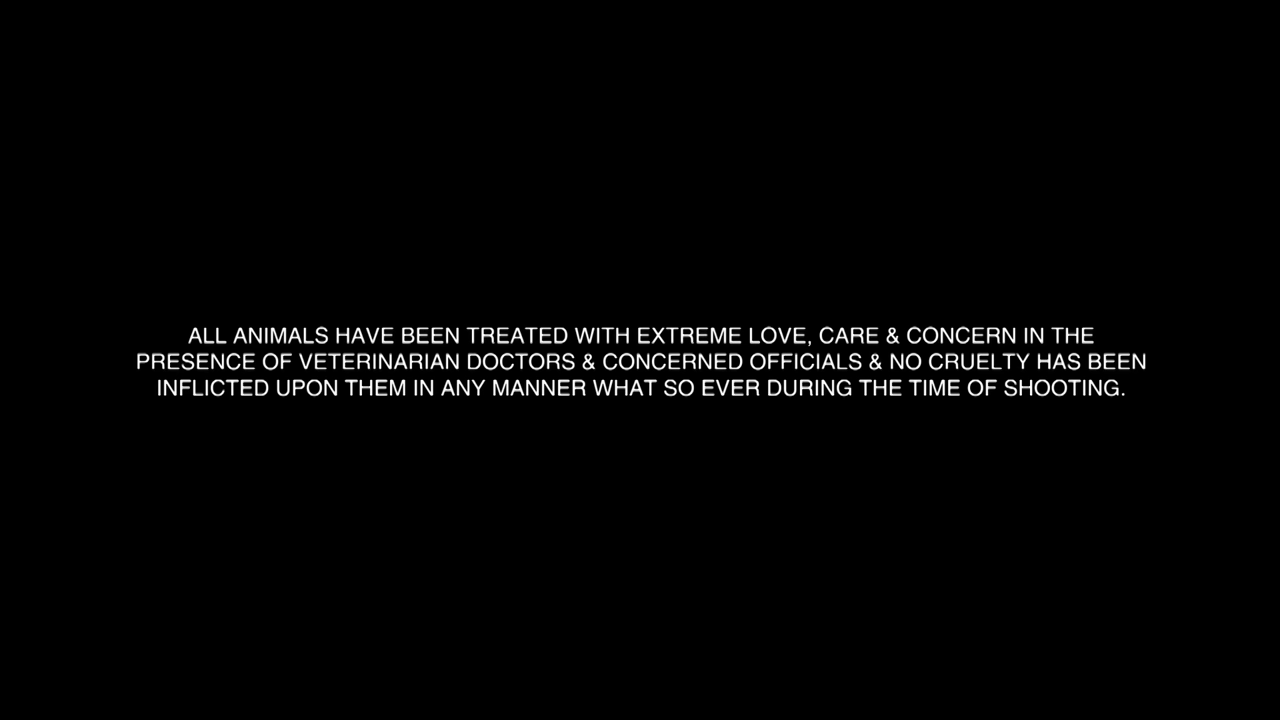 ALL ANIMALS HAVE BEEN TREATED WITH EXTREME LOVE, CARE & CONCERN IN THE
PRESENCE OF VETERINARIAN DOCTORS & CONCERNED OFFICIALS & NO CRUELTY HAS BEEN
INFLICTED UPON THEM IN ANY MANNER WHAT SO EVER DURING THE TIME OF SHOOTING.